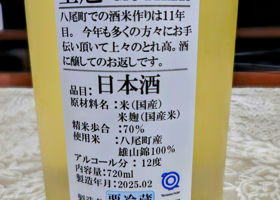 八尾町での酒米作りは11年
目。今年も多くの方々にお手
伝い頂いて上々のとれ高。酒
に醸してのお返しです。
品目：日本酒
原材料名：米（国産）
米麹（国産米）
精米歩合：70％
使用米：八尾町産
雄山錦100％
アルコール分：12度
内容量：720ml
製造年月：2025.02
要冷蔵